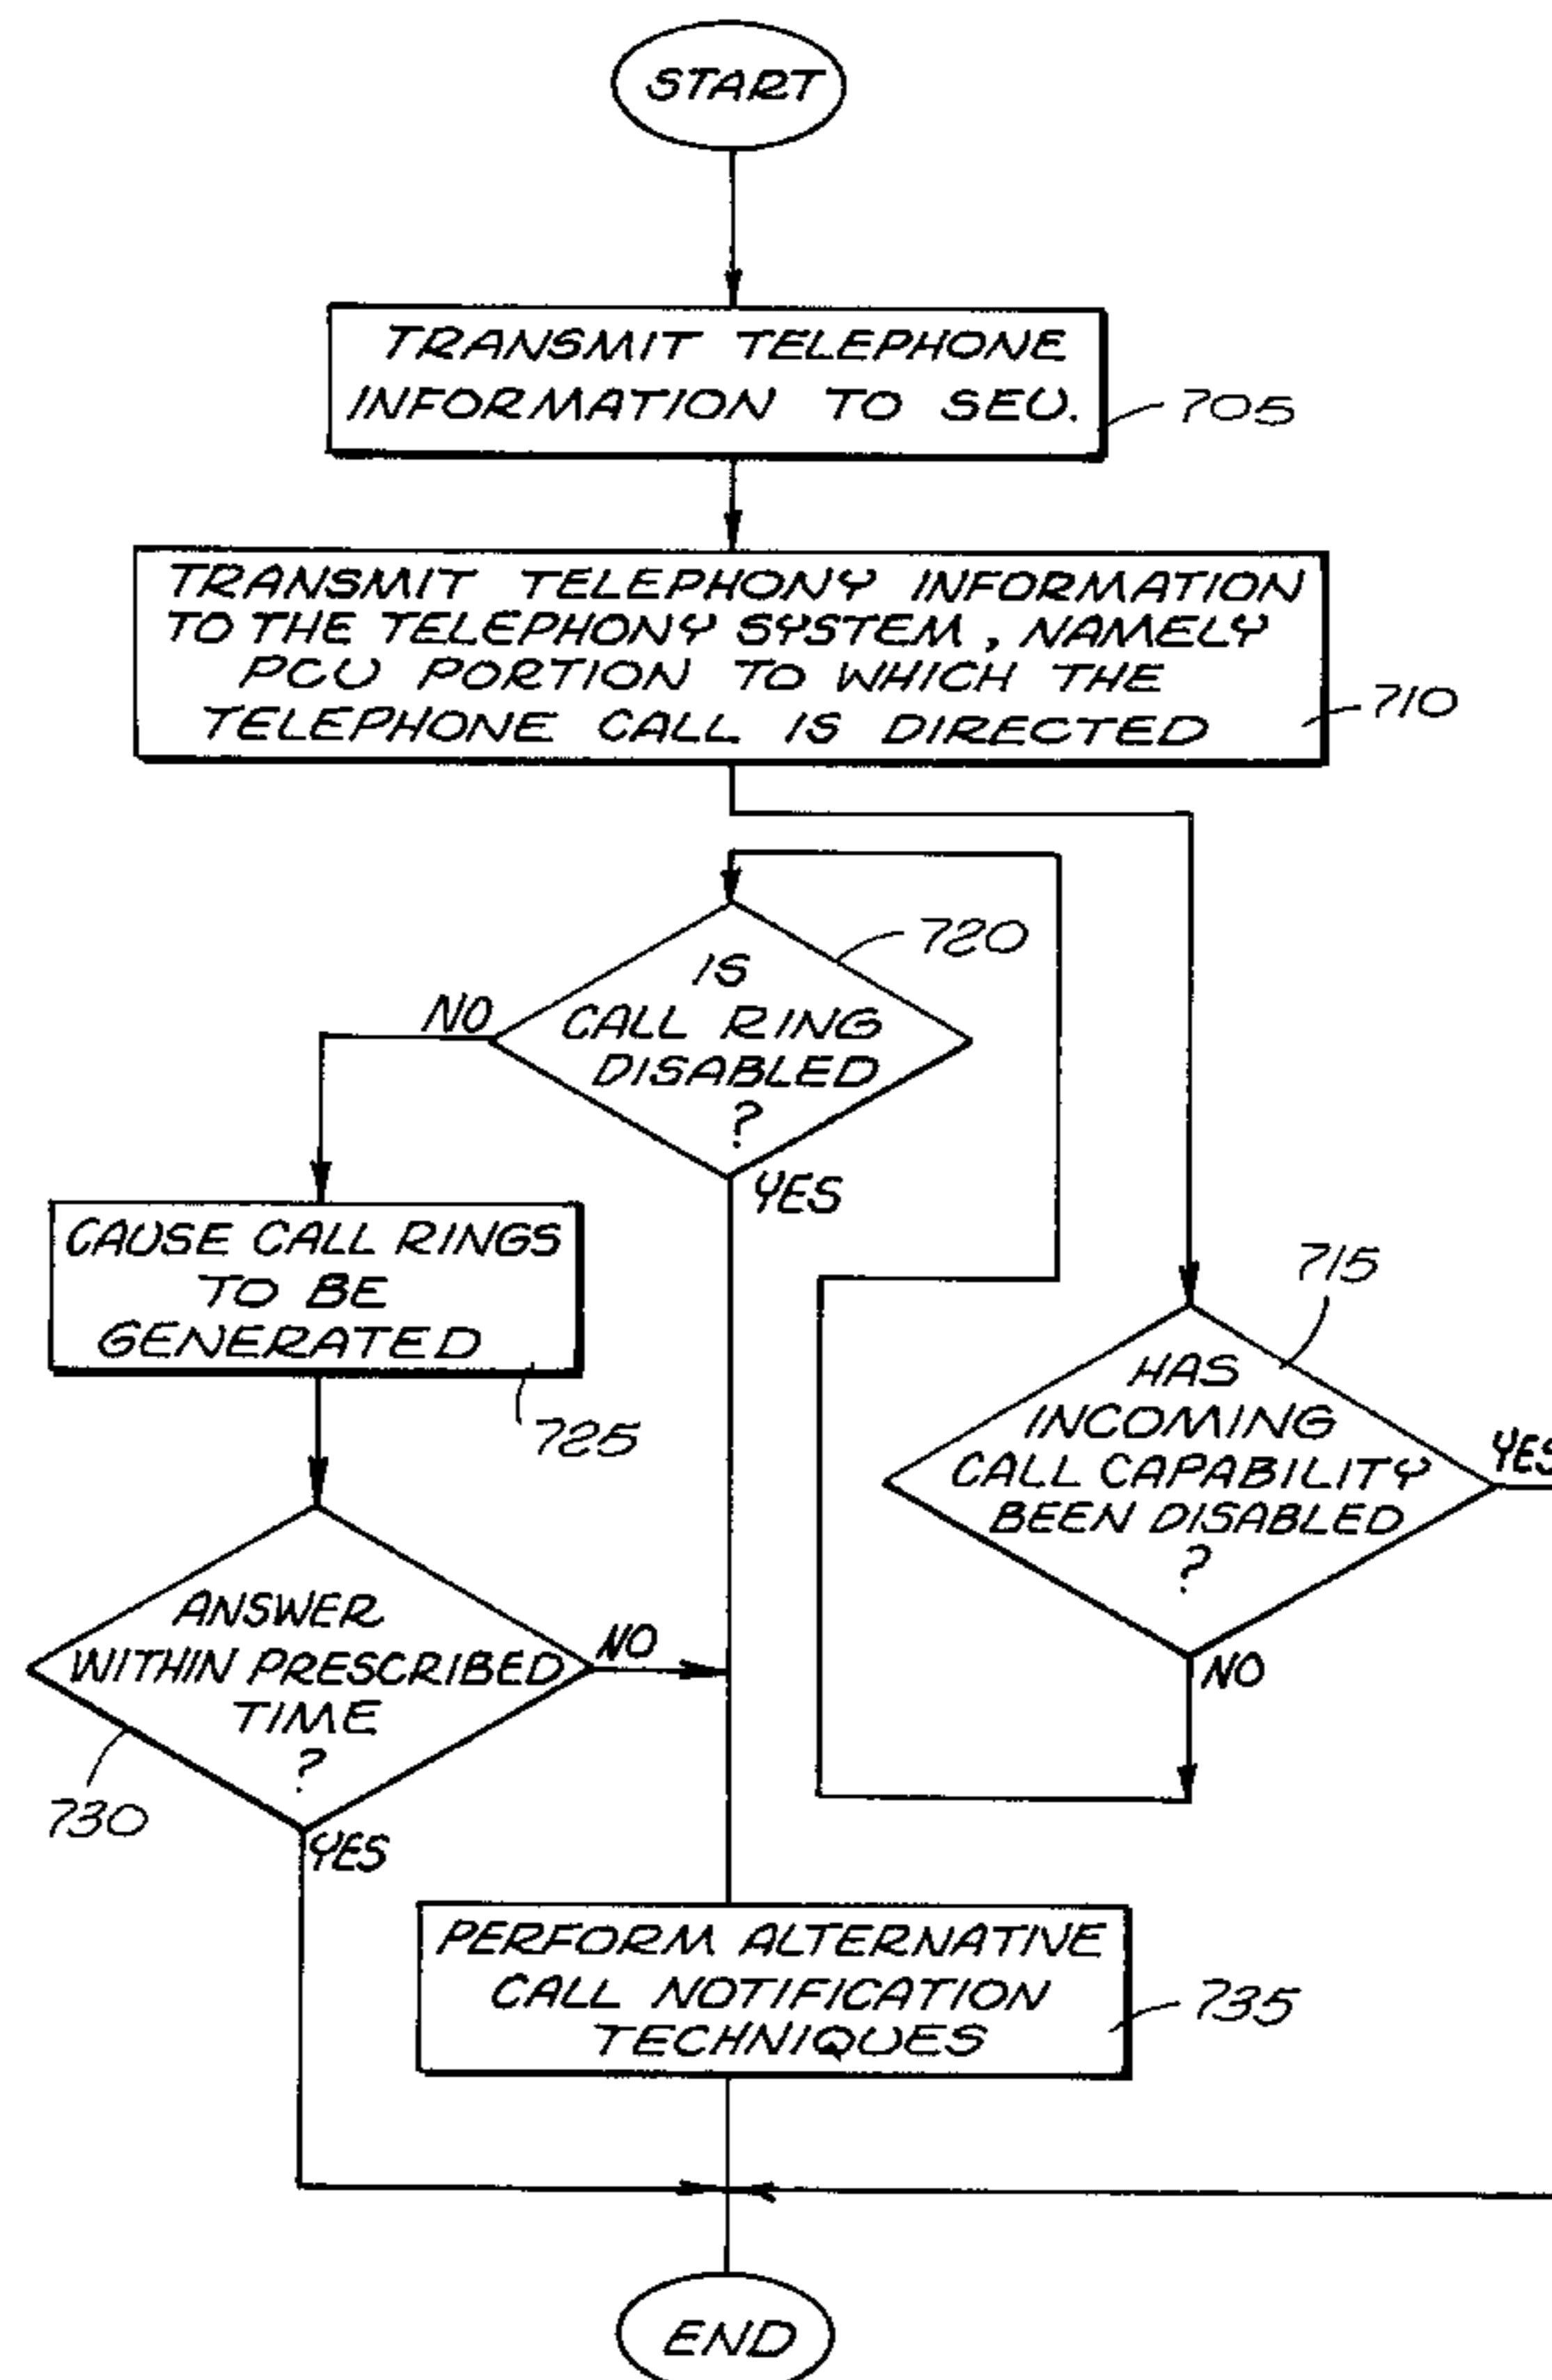 START
TRANSMIT TELEPHONE
INFORMATION TO SEU.
705
TRANSMIT TELEPHONY INFORMATION
TO THE TELEPHONY SYSTEM, NAMELY
PCU PORTION TO WHICH THE
TELEPHONE CALL IS DIRECTED
710
720
IS
CALL RING
DISABLED
?
NO
YES
CAUSE CALL RINGS
TO BE
GENERATED
725
715
HAS
INCOMING
CALL CAPABILITY
BEEN DISABLED
?
YES
NO
ANSWER
WITHIN PRESCRIBED
TIME
?
NO
730
YES
PERFORM ALTERNATIVE
CALL NOTIFICATION
TECHNIQUES
735
END